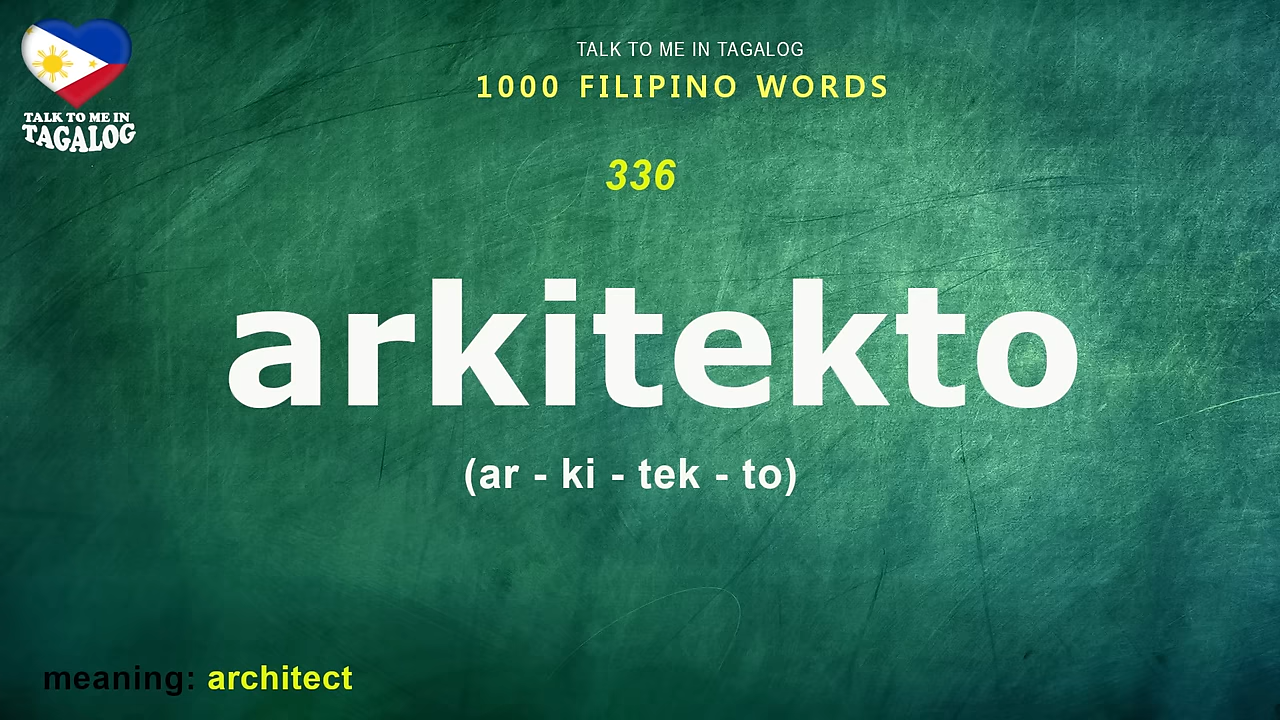 TALK TO ME IN
TAGALOG
TALK TO ME IN TAGALOG
1000 FILIPINO WORDS
336
arkitekto
(ar - ki - tek - to)
meaning: architect